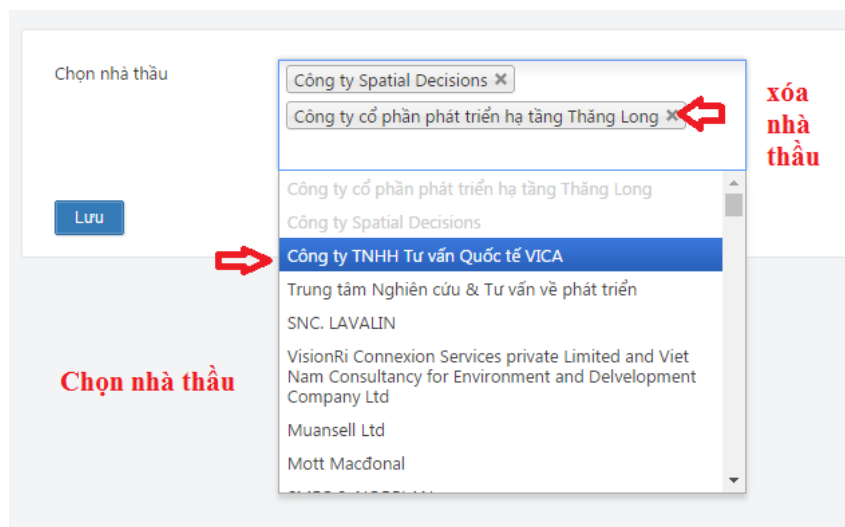 Chọn nhà thầu
Công ty Spatial Decisions
Công ty cổ phần phát triển hạ tầng Thăng Long
xóa
nhà
thầu
Công ty cổ phần phát triển hạ tầng Thăng Long
Công ty Spatial Decisions
Lưu
Công ty TNHH Tư vấn Quốc tế VICA
Trung tâm Nghiên cứu & Tư vấn về phát triển
SNC. LAVALIN
VisionRi Connexion Services private Limited and Viet
Nam Consultancy for Environment and Delvelopment
Company Ltd
Chọn nhà thầu
Muansell Ltd
Mott Macđonal